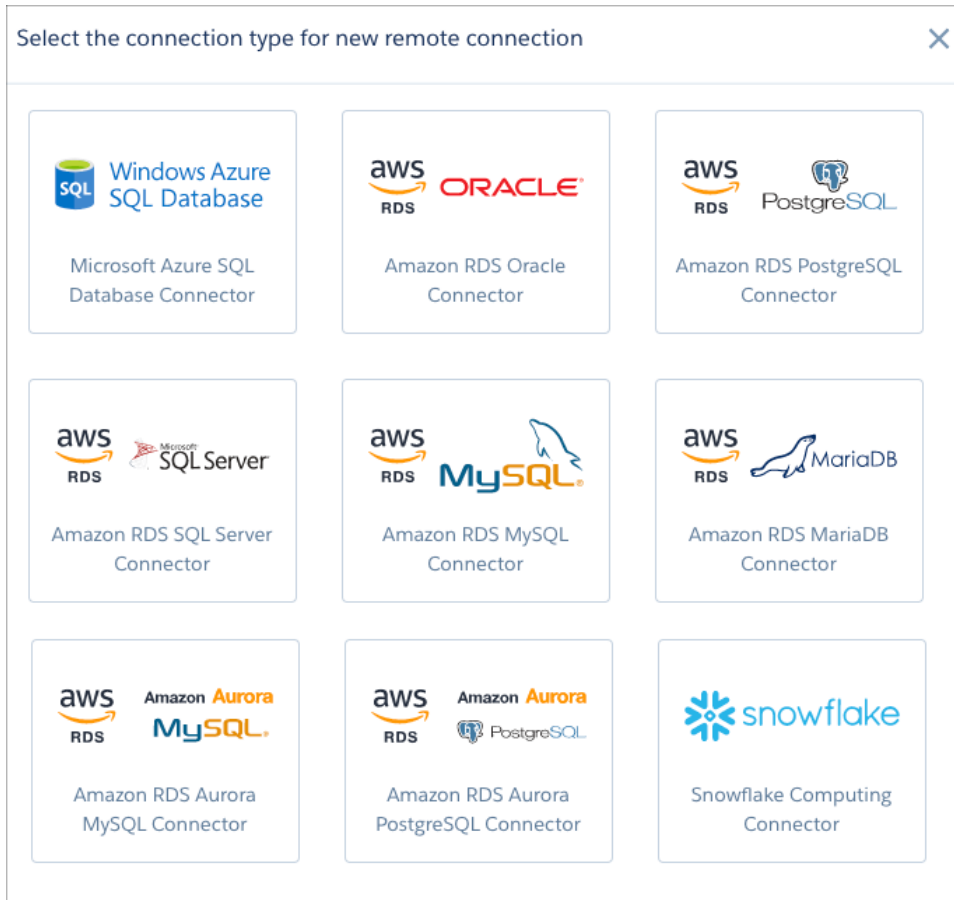 Select the connection type for new remote connection
SQL
Windows Azure
SQL Database
Microsoft Azure SQL
Database Connector
aws
RDS
ORACLE
Amazon RDS Oracle
Connector
aws
RDS
PostgreSQL
Amazon RDS PostgreSQL
Connector
aws
RDS
Microsoft
SQL Server
Amazon RDS SQL Server
Connector
aws
RDS
MySQL®
Amazon RDS MySQL
Connector
aws
RDS
MariaDB
Amazon RDS MariaDB
Connector
aws
RDS
Amazon Aurora
MySQL
Amazon RDS Aurora
MySQL Connector
aws
RDS
Amazon Aurora
PostgreSQL
Amazon RDS Aurora
PostgreSQL Connector
snowflake
Snowflake Computing
Connector